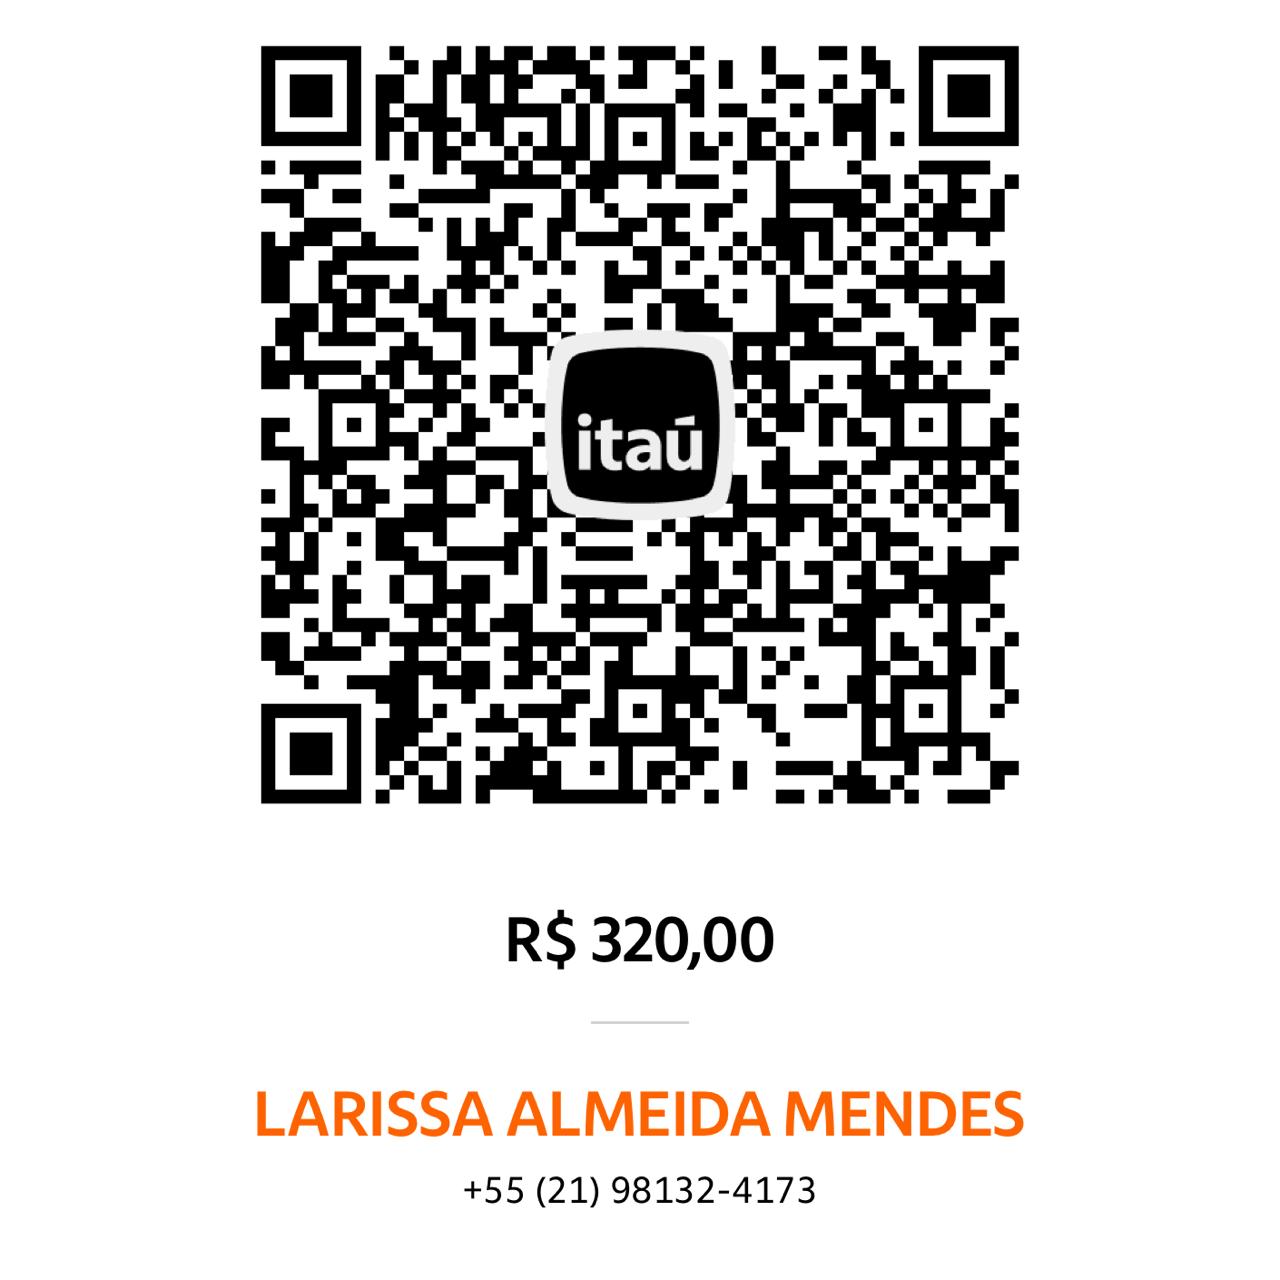 itaú
R$ 320,00
LARISSA ALMEIDA MENDES
+55 (21) 98132-4173